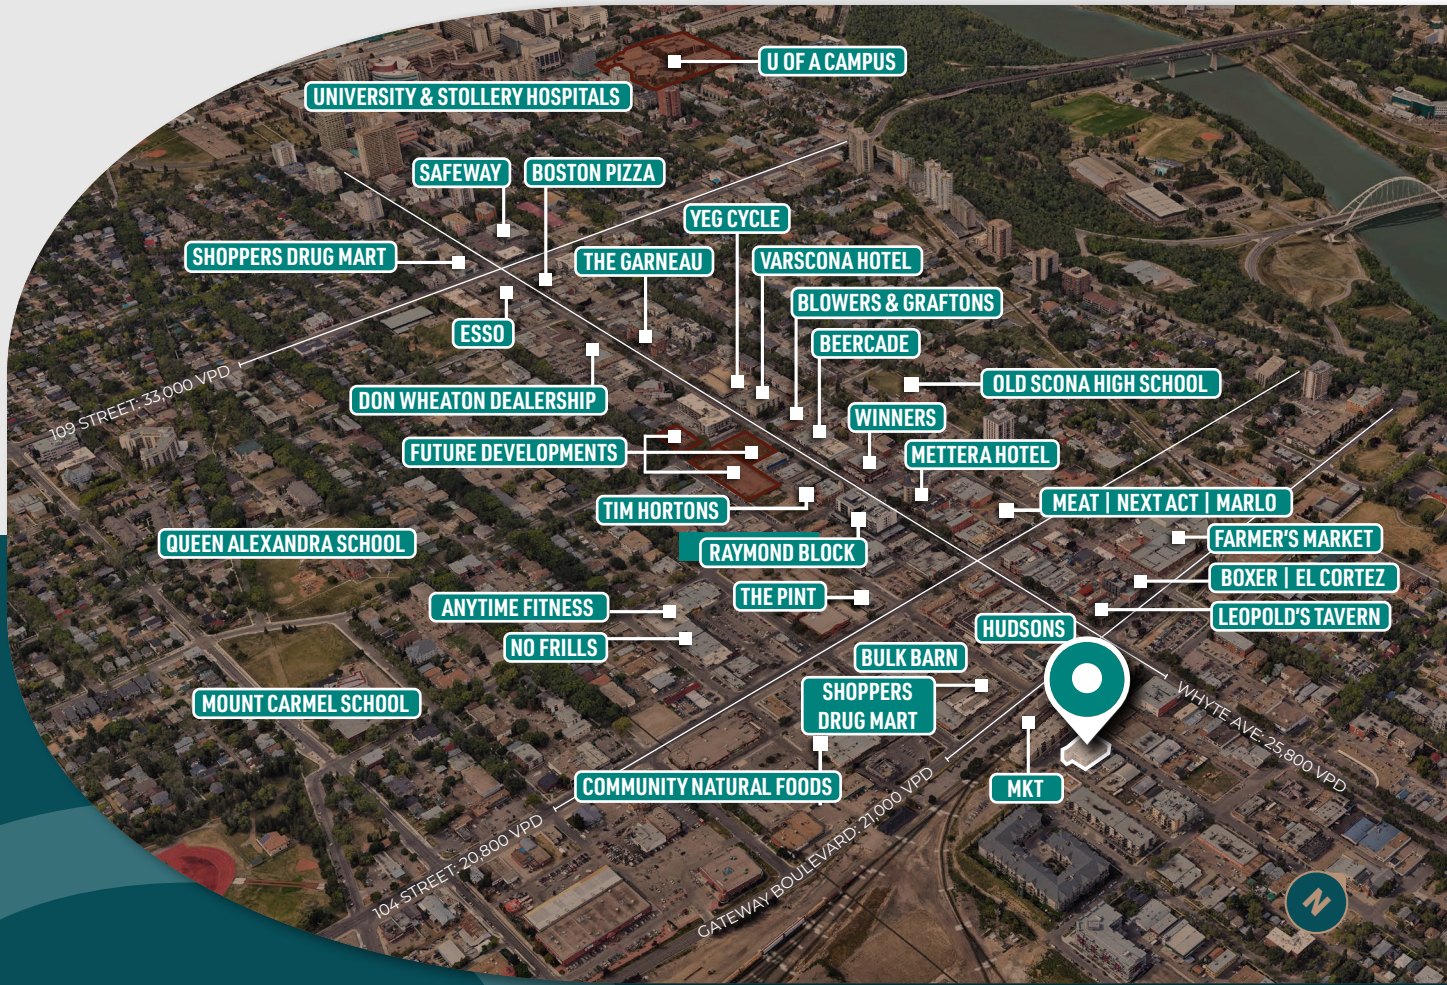 U OF A CAMPUS
UNIVERSITY & STOLLERY HOSPITALS
SAFEWAY
BOSTON PIZZA
YEG CYCLE
SHOPPERS DRUG MART
THE GARNEAU
VARSCONA HOTEL
BLOWERS & GRAFTONS
ESSO
BEERCADE
OLD SCONA HIGH SCHOOL
109 STREET: 33,000 VPD
DON WHEATON DEALERSHIP
WINNERS
FUTURE DEVELOPMENTS
METTERA HOTEL
TIM HORTONS
MEAT | NEXT ACT | MARLO
QUEEN ALEXANDRA SCHOOL
RAYMOND BLOCK
FARMER'S MARKET
BOXER | EL CORTEZ
ANYTIME FITNESS
THE PINT
LEOPOLD'S TAVERN
HUDSONS
NO FRILLS
BULK BARN
MOUNT CARMEL SCHOOL
SHOPPERS
DRUG MART
WHYTE AVE: 25,800 VPD
COMMUNITY NATURAL FOODS
MKT
104 STREET: 20,800 VPD
GATEWAY BOULEVARD: 21,000 VPD
N